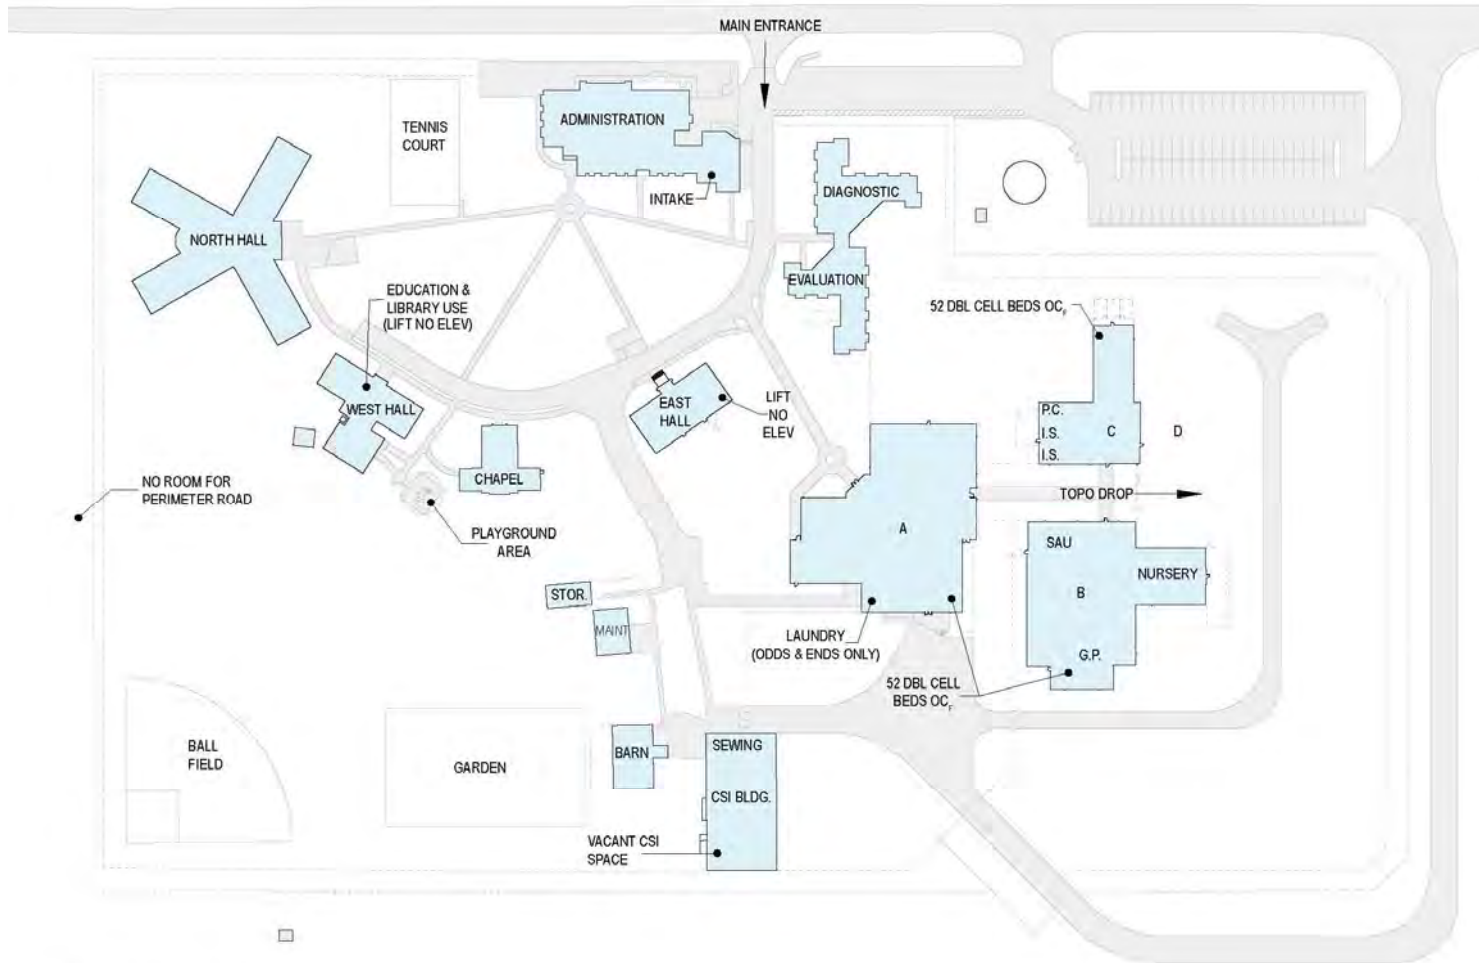 MAIN ENTRANCE
ADMINISTRATION
TENNIS
COURT
INTAKE
DIAGNOSTIC
NORTH HALL
EVALUATION
EDUCATION &
LIBRARY USE
(LIFT NO ELEV)
52 DBL CELL BEDS OCF
WEST HALL
EAST
HALL
LIFT
NO
ELEV
P.C.
I.S.
I.S.
C
D
CHAPEL
NO ROOM FOR
PERIMETER ROAD
TOPO DROP
PLAYGROUND
AREA
A
SAU
NURSERY
B
STOR.
MAINT
LAUNDRY
(ODDS & ENDS ONLY)
G.P.
52 DBL CELL
BEDS OCF
BALL
FIELD
GARDEN
BARN
SEWING
CSI BLDG.
VACANT CSI
SPACE